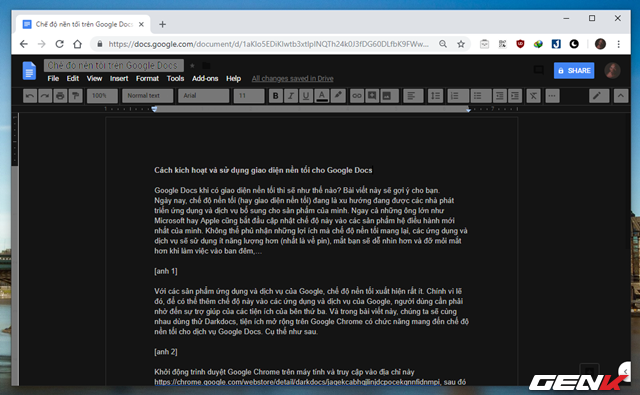 Chế độ nền tối trên Google Docs
https://docs.google.com/document/d/1aKlo5EDiKlwtb3xtlpINQTh24k0J3fDG60DLfbK9FWw...
Chế độ nền tối trên Google Docs
File Edit View Insert Format Tools Add-ons Help All changes saved in Drive
SHARE
100% Normal text Arial 11 B I U A
Cách kích hoạt và sử dụng giao diện nền tối cho Google Docs
Google Docs khi có giao diện nền tối thì sẽ như thế nào? Bài viết này sẽ gợi ý cho bạn.
Ngày nay, chế độ nền tối (hay giao diện nền tối) đang là xu hướng đang được các nhà phát
triển ứng dụng và dịch vụ bổ sung cho sản phẩm của mình. Ngay cả những ông lớn như
Microsoft hay Apple cũng bắt đầu cập nhật chế độ này vào các sản phẩm hệ điều hành mới
nhất của mình. Không thể phủ nhận những lợi ích mà chế độ nền tối mang lại, các ứng dụng và
dịch vụ sẽ sử dụng ít năng lượng hơn (nhất là về pin), mắt bạn sẽ dễ nhìn hơn và đỡ mỏi mắt
hơn khi làm việc vào ban đêm,...
[anh 1]
Với các sản phẩm ứng dụng và dịch vụ của Google, chế độ nền tối xuất hiện rất ít. Chính vì lẽ
đó, để có thể thêm chế độ này vào các ứng dụng và dịch vụ của Google, người dùng cần phải
nhờ đến sự trợ giúp của các tiện ích của bên thứ ba. Và trong bài viết này, chúng ta sẽ cùng
nhau dùng thử Darkdocs, tiện ích mở rộng trên Google Chrome có chức năng mang đến chế độ
nền tối cho dịch vụ Google Docs. Cụ thể như sau.
[anh 2]
Khởi động trình duyệt Google Chrome trên máy tính và truy cập vào địa chỉ này
https://chrome.google.com/webstore/detail/darkdocs/jaqekcabhqjlinjdcpocekgnnfidnmpi, sau đó
GENK